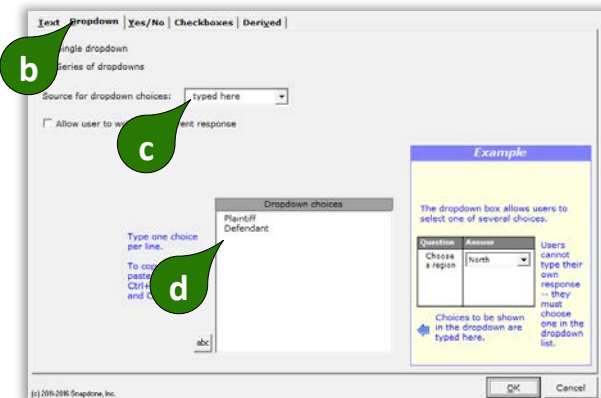 Text Dropdown Yes/No Checkboxes Derived
b
ingle dropdown
Series of dropdowns
Source for dropdown choices: typed here
c
Allow user to w ent response
Example
The dropdown box allows users to
select one of several choices.
Question Answer
Choose
a region
North
Users
cannot
type their
own
response
-- they
must
choose
one in the
dropdown
list.
Choices to be shown
in the dropdown are
typed here.
Dropdown choices
Plaintiff
Defendant
Type one choice
per line.
To co
paste
Ctrl+
and C
d
abc
(c) 2011-2016 Snapdone, Inc.
OK Cancel